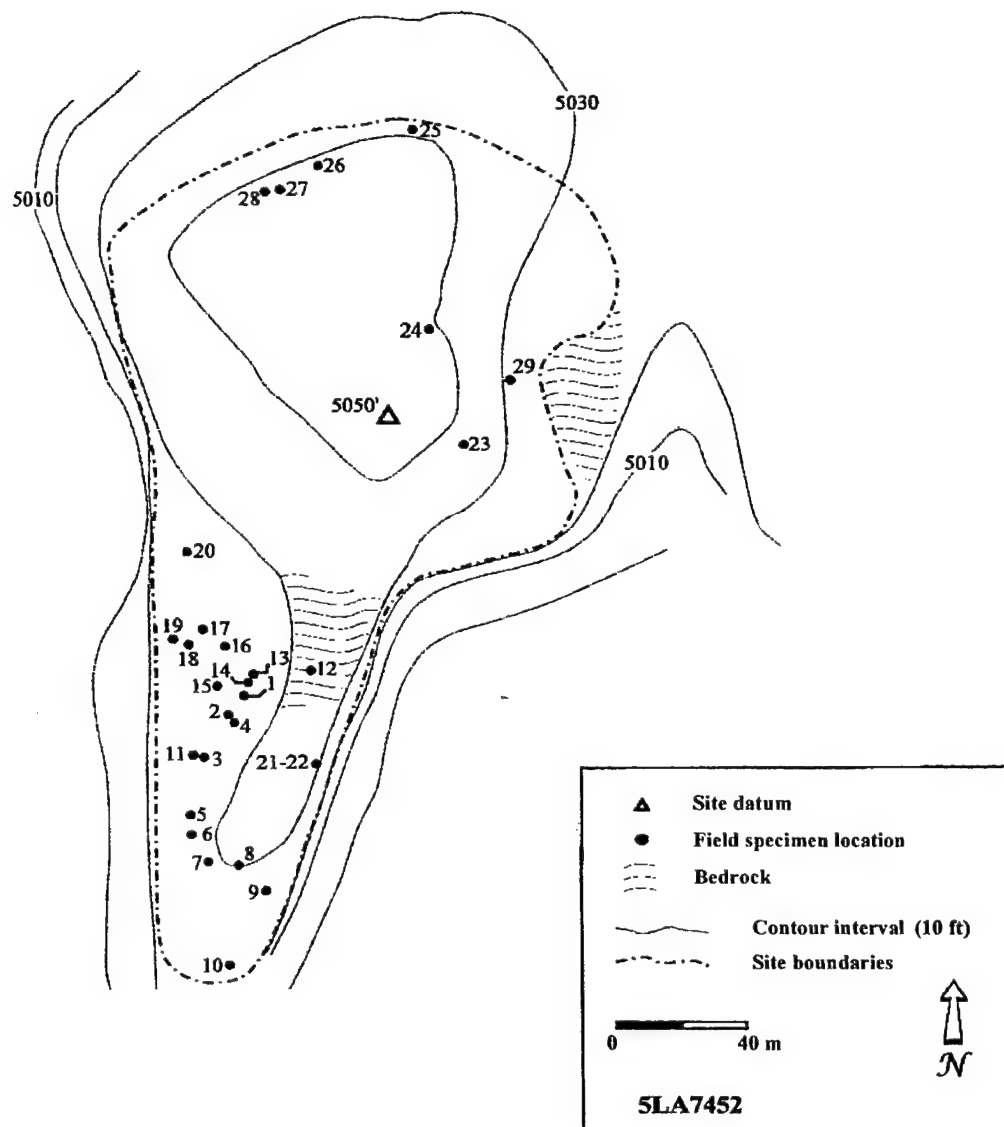 5030
25
26
5010
28 27
24
29
5050'
23
5010
20
19 17
18 16
14 13
15 12
1
2
4
11 3 21-22
5
6
7 8
9
10
Site datum
Field specimen location
Bedrock
Contour interval (10 ft)
Site boundaries
0 40 m
N
5LA7452